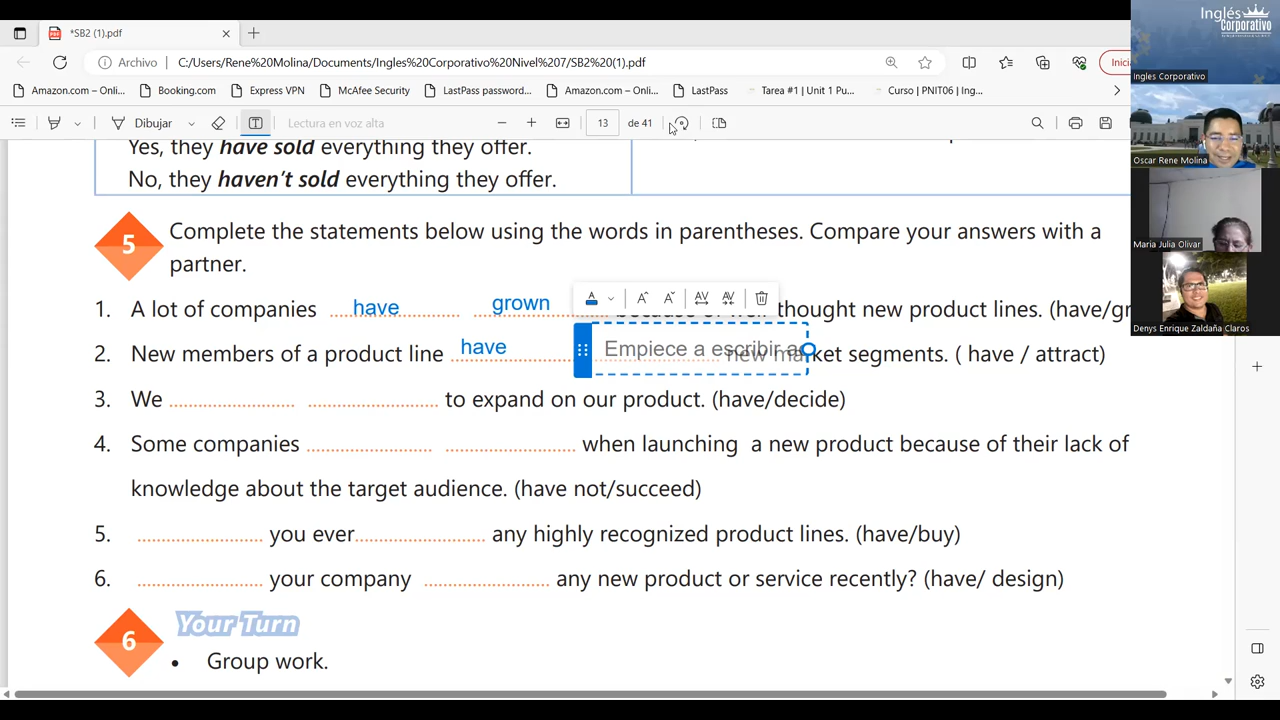 *SB2 (1).pdf
Archivo C:/Users/Rene%20Molina/Documents/Ingles%20Corporativo%20Nivel%207/SB2%20(1).pdf Inicia
Amazon.com – Onli... Booking.com Express VPN McAfee Security LastPass password... Amazon.com – Onli... LastPass Tarea #1 | Unit 1 Pu... Curso | PNIT06 | Ing...
Dibujar Lectura en voz alta 13 de 41
Yes, they have sold everything they offer.
No, they haven't sold everything they offer.
5 Complete the statements below using the words in parentheses. Compare your answers with a
partner.
1. A lot of companies have grown because of well thought new product lines. (have/gr
2. New members of a product line have Empiece a escribir a new market segments. ( have / attract)
3. We to expand on our product. (have/decide)
4. Some companies when launching a new product because of their lack of
knowledge about the target audience. (have not/succeed)
5. you ever any highly recognized product lines. (have/buy)
6. your company any new product or service recently? (have/ design)
6 Your Turn
• Group work.
Inglés
Corporativo
Ingles Corporativo
Oscar Rene Molina
Maria Julia Olivar
Denys Enrique Zaldaña Claros